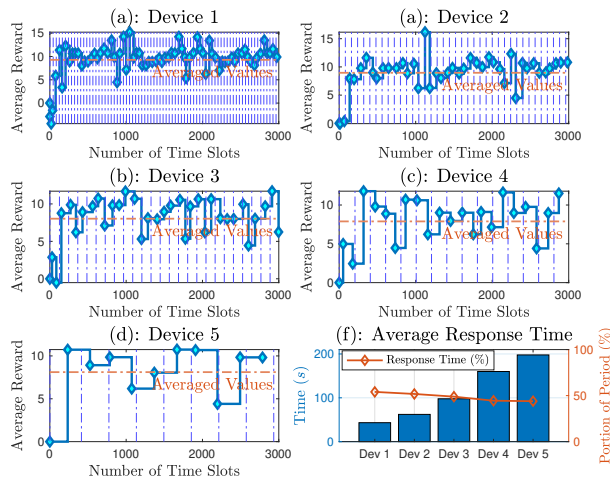 (a): Device 1
Average Reward
15
10
5
0
Averaged Values
0
1000
2000
3000
Number of Time Slots
(a): Device 2
Average Reward
15
10
5
0
Averaged Values
0
1000
2000
3000
Number of Time Slots
(b): Device 3
Average Reward
10
5
0
Averaged Values
0
1000
2000
3000
Number of Time Slots
(c): Device 4
Average Reward
10
5
0
Averaged Values
0
1000
2000
3000
Number of Time Slots
(d): Device 5
Average Reward
10
5
0
Averaged Values
0
1000
2000
3000
Number of Time Slots
(f): Average Response Time
Time (s)
200
100
0
Response Time (%)
100
50
0
Portion of Period (%)
Dev 1
Dev 2
Dev 3
Dev 4
Dev 5